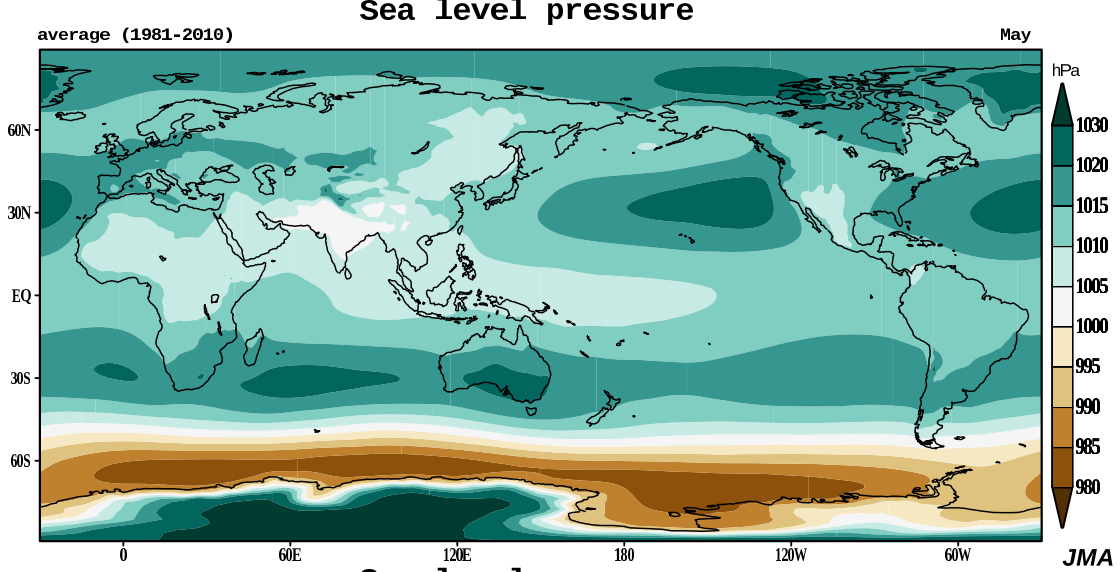 Sea level pressure
average (1981-2010)
May
hPa
1030
1020
1015
1010
1005
1000
995
990
985
980
60N
30N
EQ
30S
60S
0
60E
120E
180
120W
60W
JMA